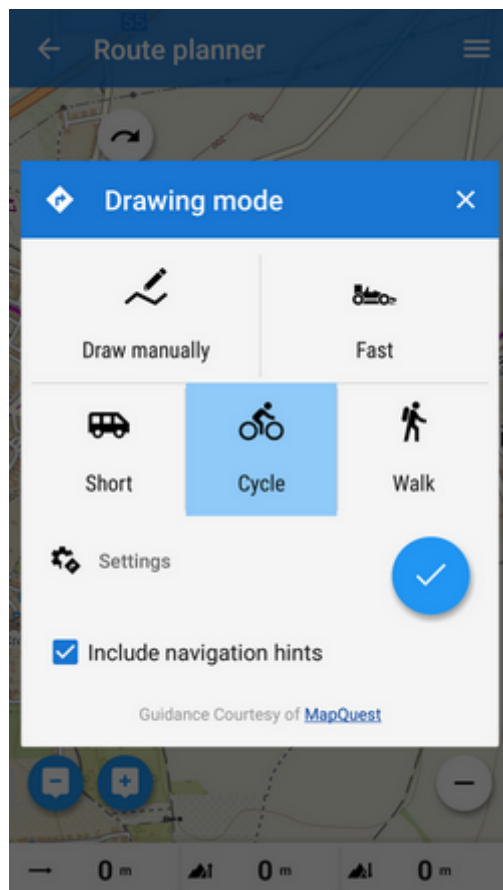 Route planner
Drawing mode
Draw manually
Fast
Short
Cycle
Walk
Settings
Include navigation hints
Guidance Courtesy of MapQuest
0 m
0 m
0 m